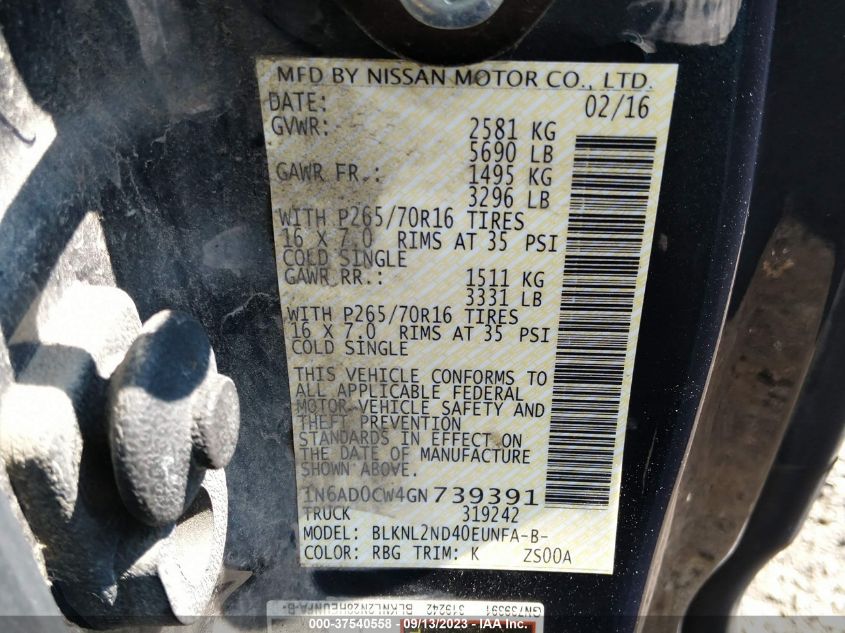 MFD BY NISSAN MOTOR CO., LTD.
DATE: 02/16
GVWR: 2581 KG
5690 LB
GAWR FR.: 1495 KG
3296 LB
WITH P265/70R16 TIRES
16 X 7.0 RIMS AT 35 PSI
COLD SINGLE
GAWR RR.: 1511 KG
3331 LB
WITH P265/70R16 TIRES
16 X 7.0 RIMS AT 35 PSI
COLD SINGLE
THIS VEHICLE CONFORMS TO
ALL APPLICABLE FEDERAL
MOTOR VEHICLE SAFETY AND
THEFT PREVENTION
STANDARDS IN EFFECT ON
THE DATE OF MANUFACTURE
SHOWN ABOVE.
1N6AD0CW4GN739391
TRUCK 319242
MODEL: BLKNL2ND40EUNFA-B-
COLOR: RBG TRIM: K ZS00A
GN739391 319242
000-37540558 - 09/13/2023 - IAA Inc.